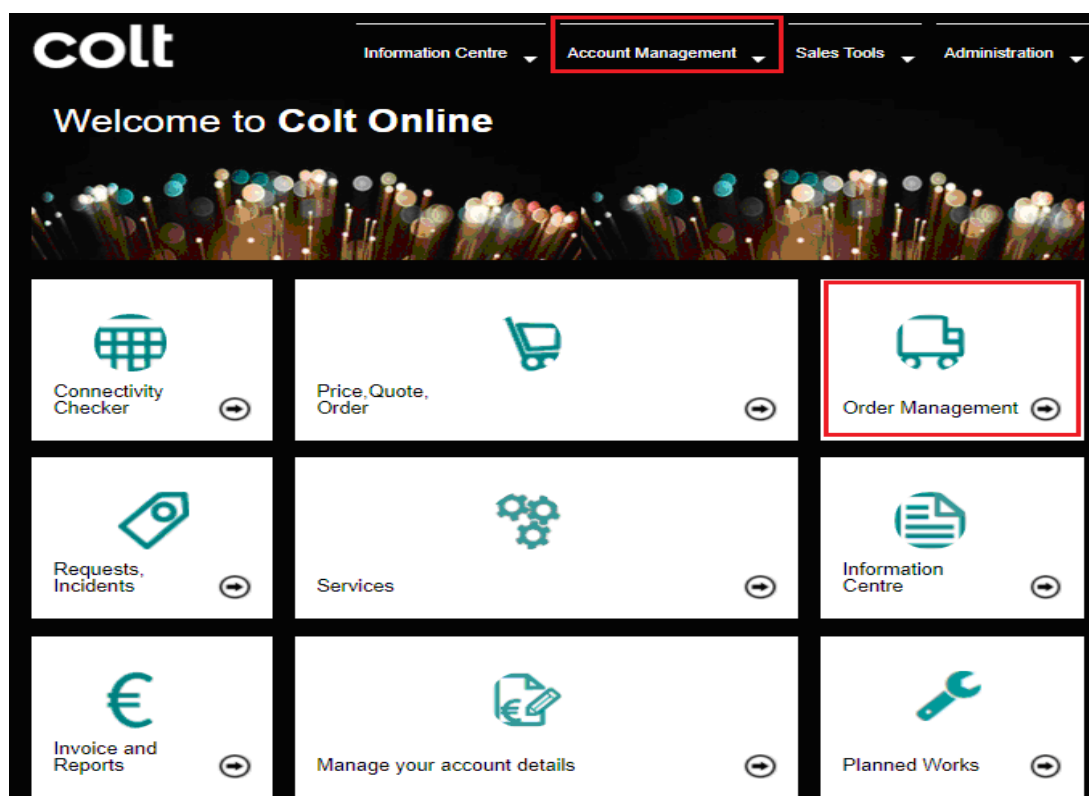 colt
Information Centre
Account Management
Sales Tools
Administration
Welcome to Colt Online
Connectivity
Checker
Price,Quote,
Order
Order Management
Requests,
Incidents
Services
Information
Centre
€
Invoice and
Reports
€
Manage your account details
Planned Works